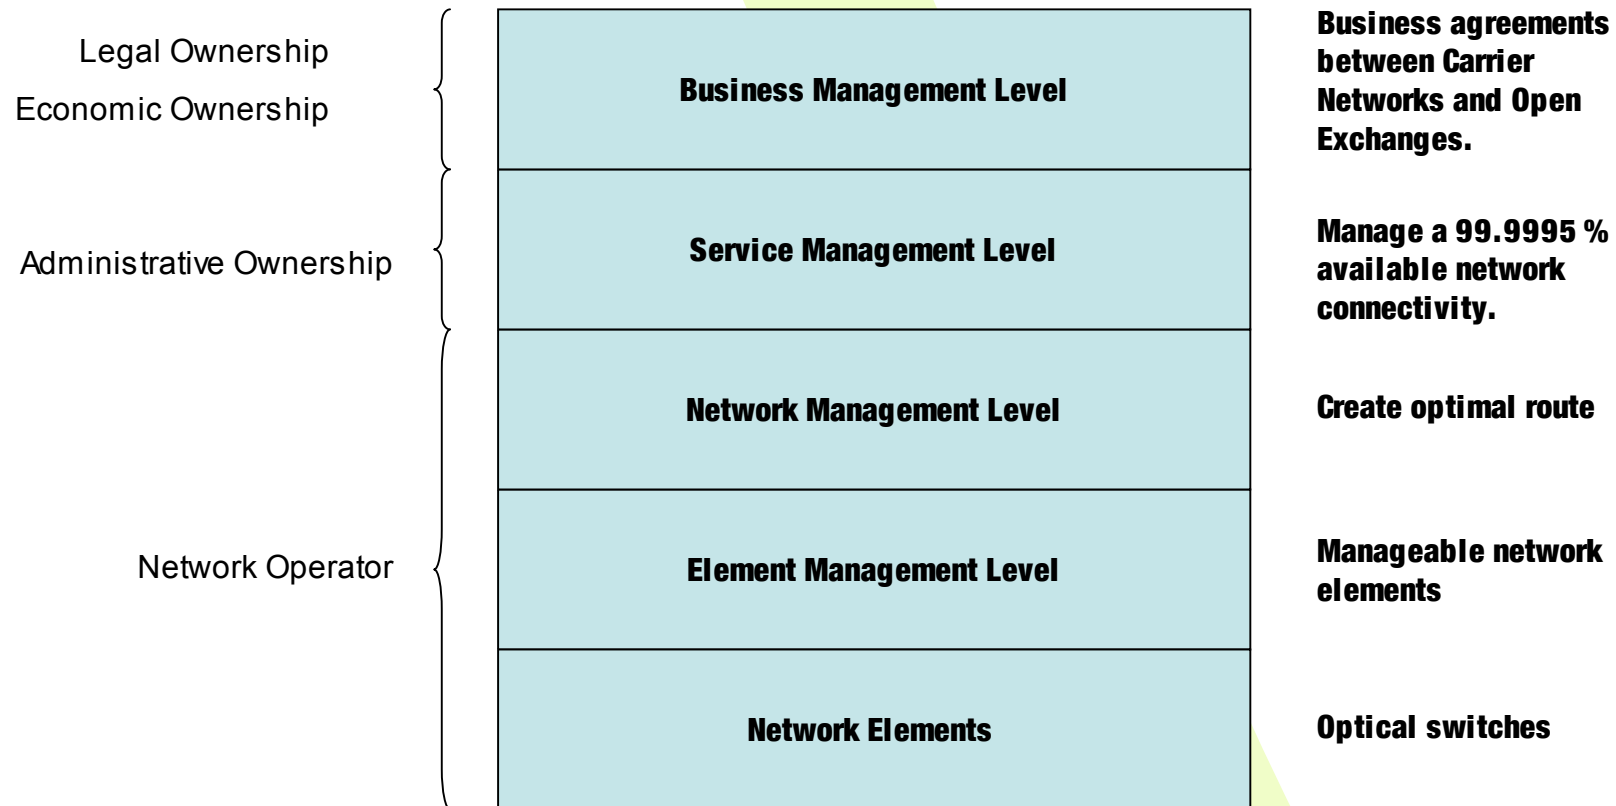 Legal Ownership
Economic Ownership
Business Management Level
Business agreements
between Carrier
Networks and Open
Exchanges.
Administrative Ownership
Service Management Level
Manage a 99.9995 %
available network
connectivity.
Network Management Level
Create optimal route
Network Operator
Element Management Level
Manageable network
elements
Network Elements
Optical switches